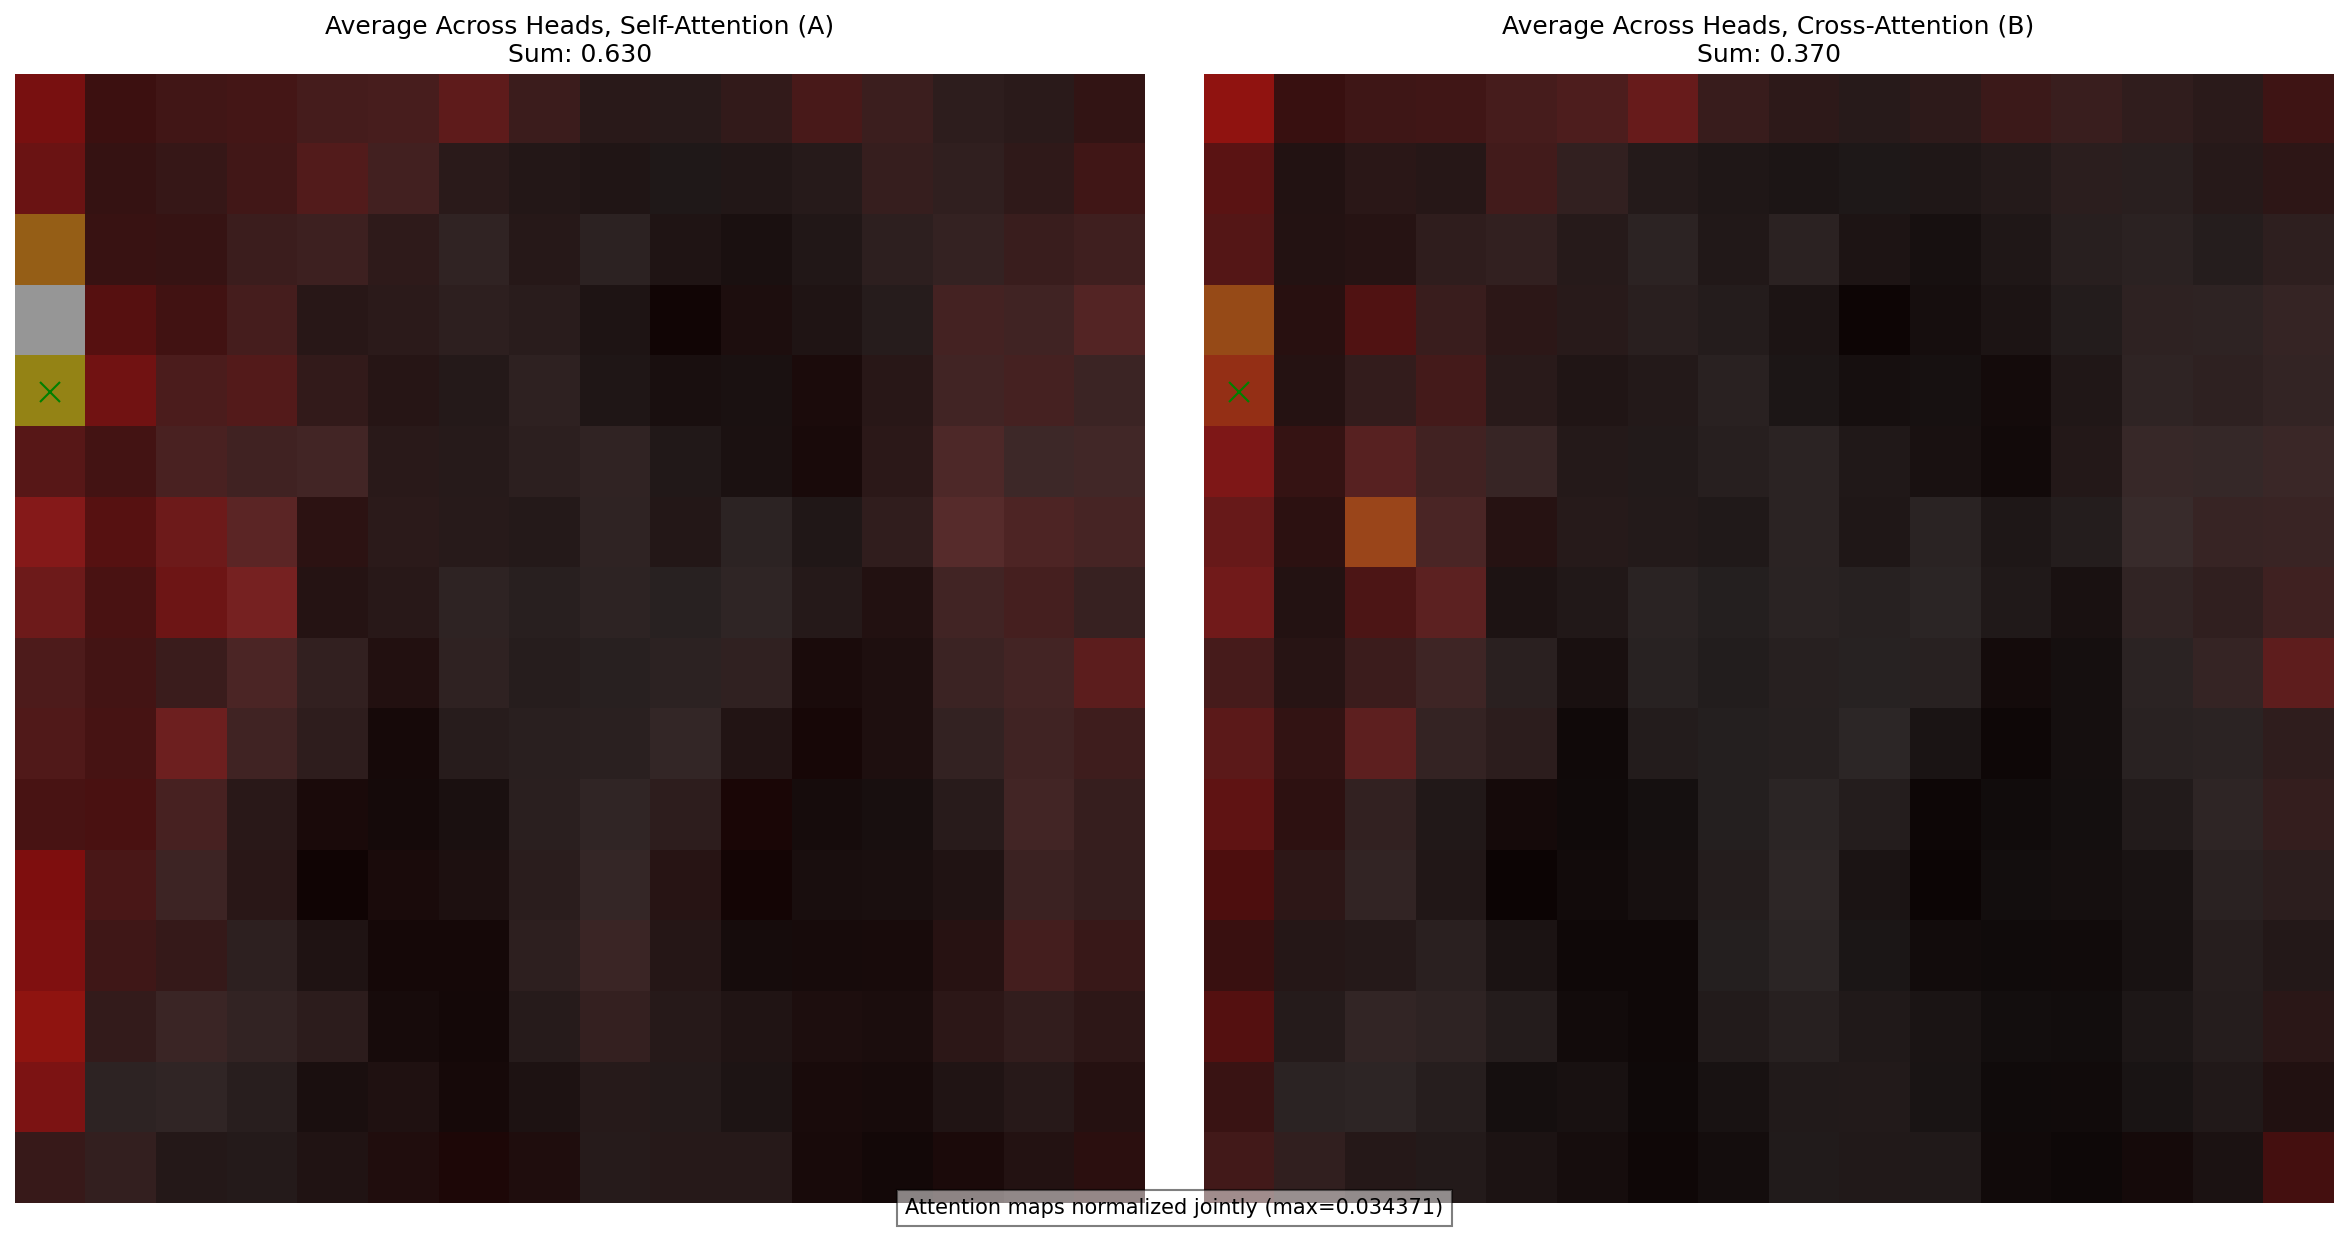 Average Across Heads, Self-Attention (A)
Sum: 0.630
Average Across Heads, Cross-Attention (B)
Sum: 0.370
Attention maps normalized jointly (max=0.034371)